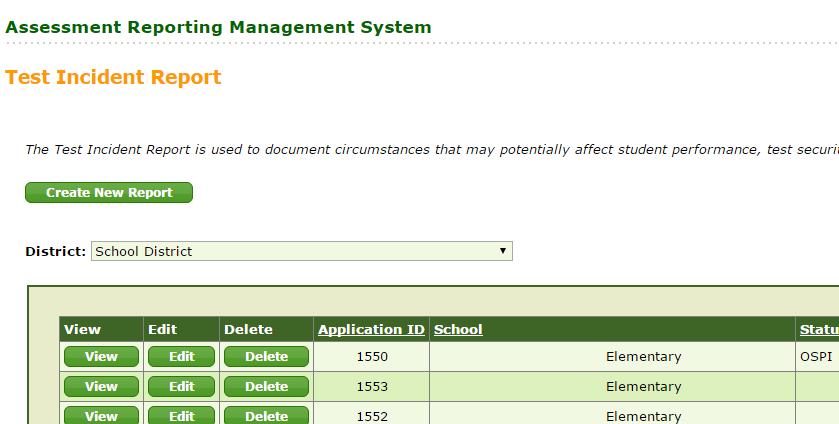 Assessment Reporting Management System
Test Incident Report
The Test Incident Report is used to document circumstances that may potentially affect student performance, test securit
Create New Report
District: School District
View Edit Delete Application ID School Statu
View Edit Delete 1550 Elementary OSPI
View Edit Delete 1553 Elementary
View Edit Delete 1552 Elementary